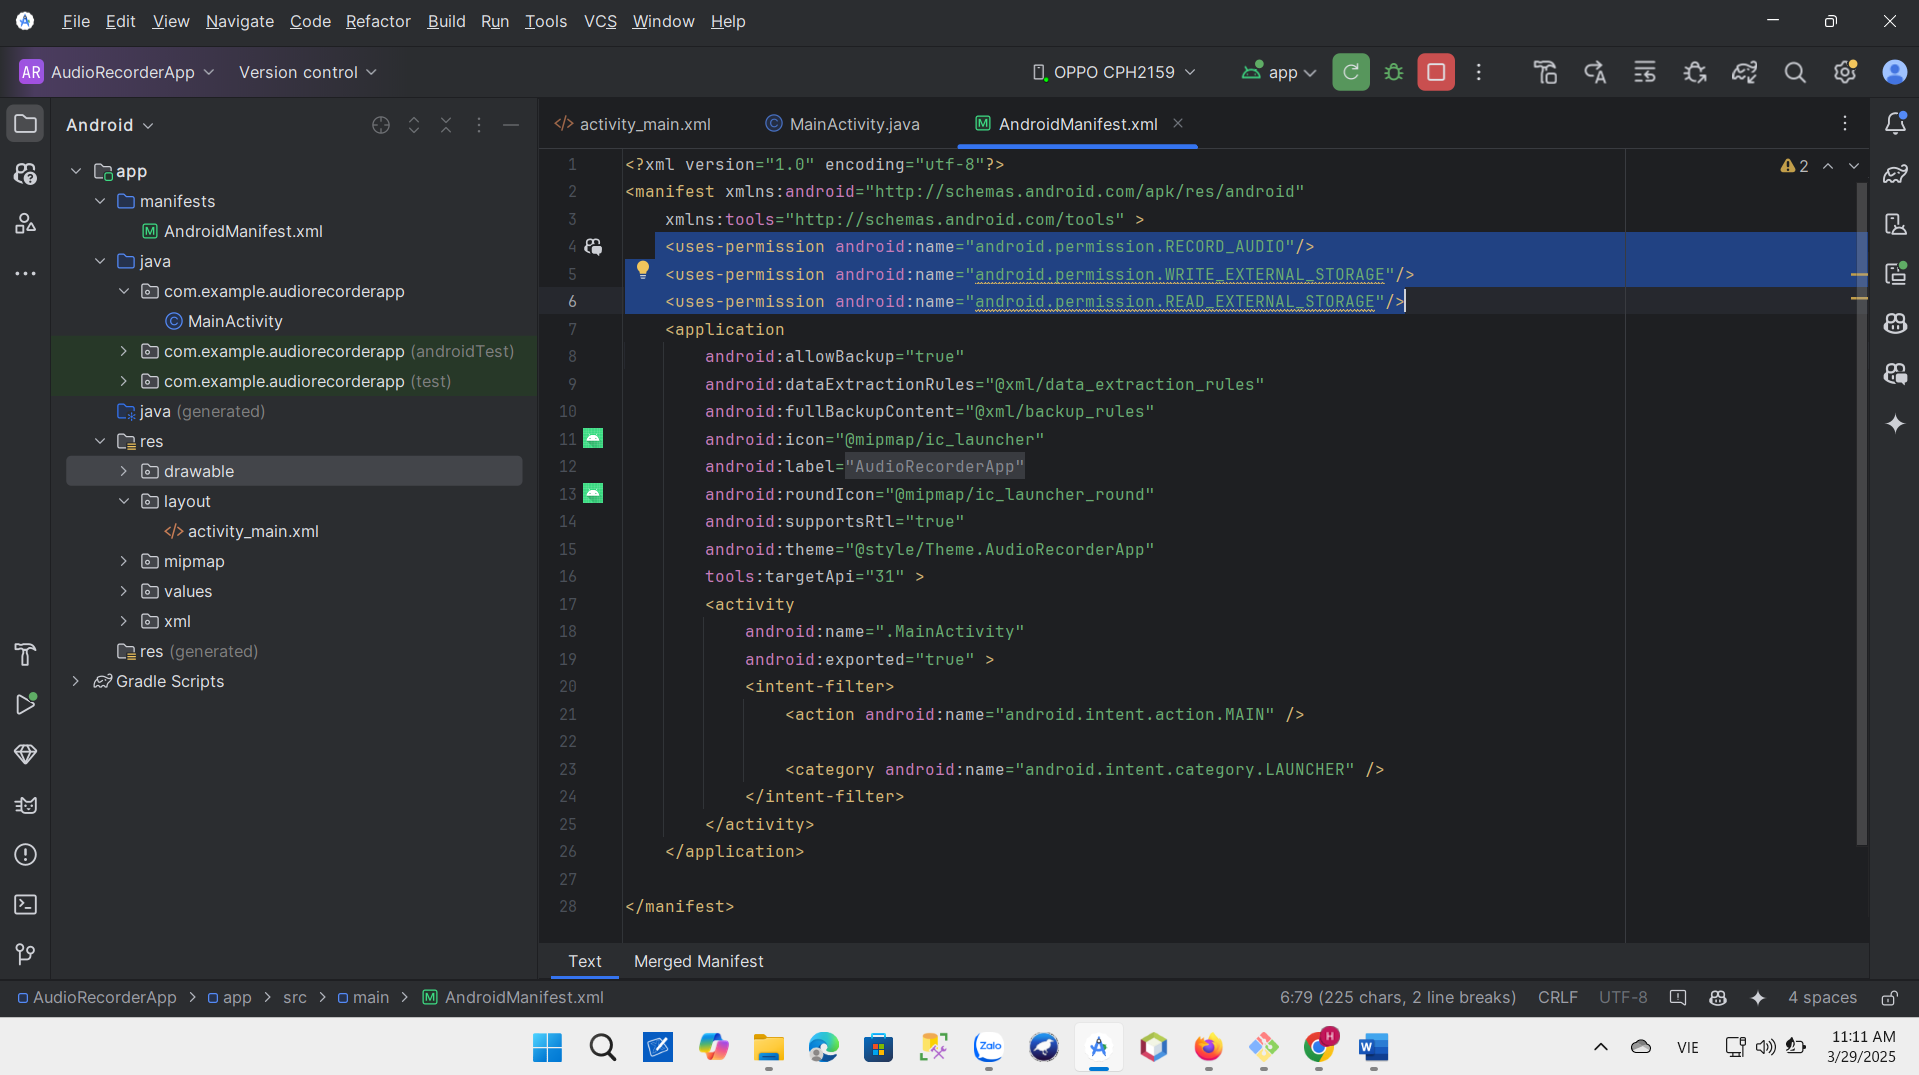 File Edit View Navigate Code Refactor Build Run Tools VCS Window Help
AR AudioRecorderApp Version control OPPO CPH2159 app
Android
app
manifests
AndroidManifest.xml
java
com.example.audiorecorderapp
MainActivity
com.example.audiorecorderapp (androidTest)
com.example.audiorecorderapp (test)
java (generated)
res
drawable
layout
activity_main.xml
mipmap
values
xml
res (generated)
Gradle Scripts
activity_main.xml MainActivity.java AndroidManifest.xml
2
1 <?xml version="1.0" encoding="utf-8"?>
2 <manifest xmlns:android="http://schemas.android.com/apk/res/android"
3 xmlns:tools="http://schemas.android.com/tools" >
4 <uses-permission android:name="android.permission.RECORD_AUDIO"/>
5 <uses-permission android:name="android.permission.WRITE_EXTERNAL_STORAGE"/>
6 <uses-permission android:name="android.permission.READ_EXTERNAL_STORAGE"/>
7 <application
8 android:allowBackup="true"
9 android:dataExtractionRules="@xml/data_extraction_rules"
10 android:fullBackupContent="@xml/backup_rules"
11 android:icon="@mipmap/ic_launcher"
12 android:label="AudioRecorderApp"
13 android:roundIcon="@mipmap/ic_launcher_round"
14 android:supportsRtl="true"
15 android:theme="@style/Theme.AudioRecorderApp"
16 tools:targetApi="31" >
17 <activity
18 android:name=".MainActivity"
19 android:exported="true" >
20 <intent-filter>
21 <action android:name="android.intent.action.MAIN" />
22
23 <category android:name="android.intent.category.LAUNCHER" />
24 </intent-filter>
25 </activity>
26 </application>
27
28 </manifest>
Text Merged Manifest
AudioRecorderApp > app > src > main > AndroidManifest.xml 6:79 (225 chars, 2 line breaks) CRLF UTF-8 4 spaces
Zalo H W VIE 11:11 AM
3/29/2025